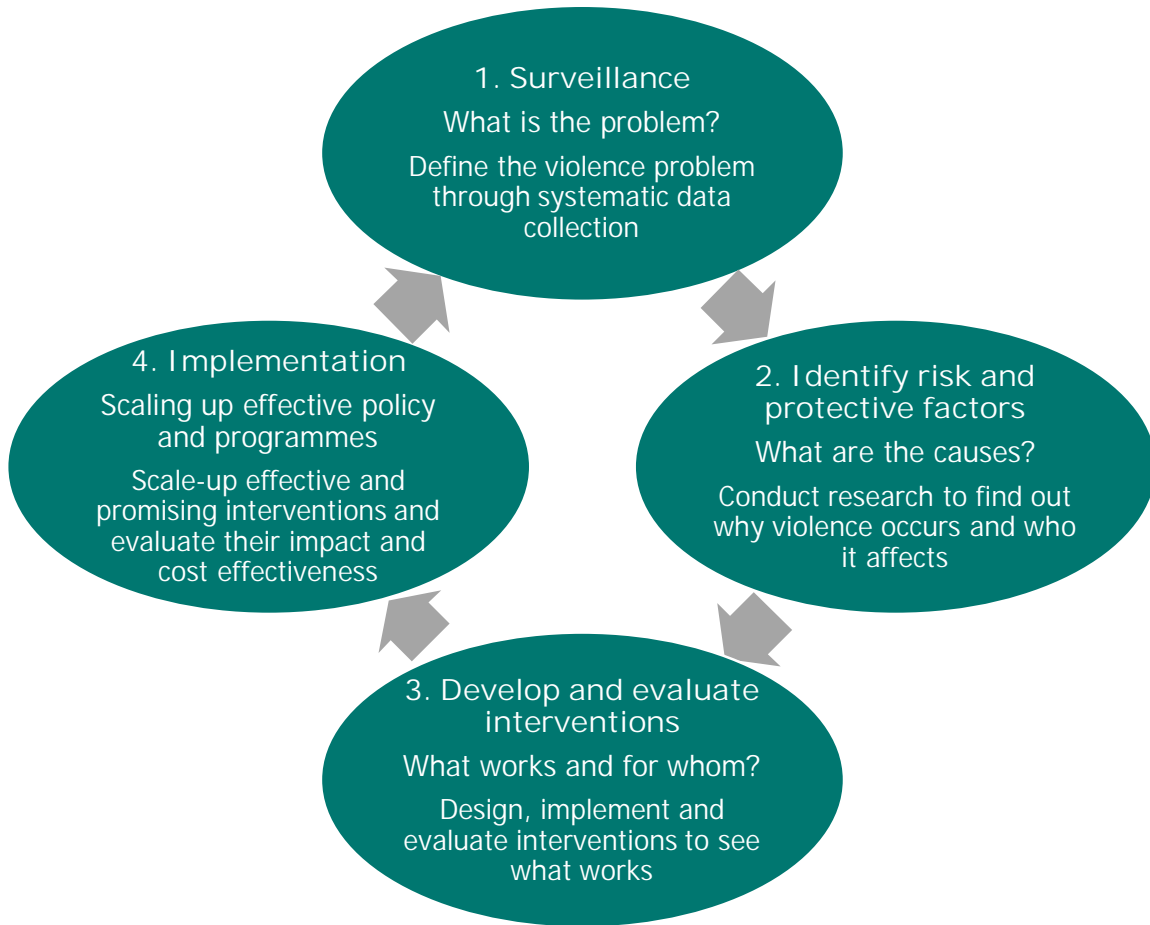 1. Surveillance
What is the problem?
Define the violence problem
through systematic data
collection
2. Identify risk and
protective factors
What are the causes?
Conduct research to find out
why violence occurs and who
it affects
3. Develop and evaluate
interventions
What works and for whom?
Design, implement and
evaluate interventions to see
what works
4. Implementation
Scaling up effective policy
and programmes
Scale-up effective and
promising interventions and
evaluate their impact and
cost effectiveness